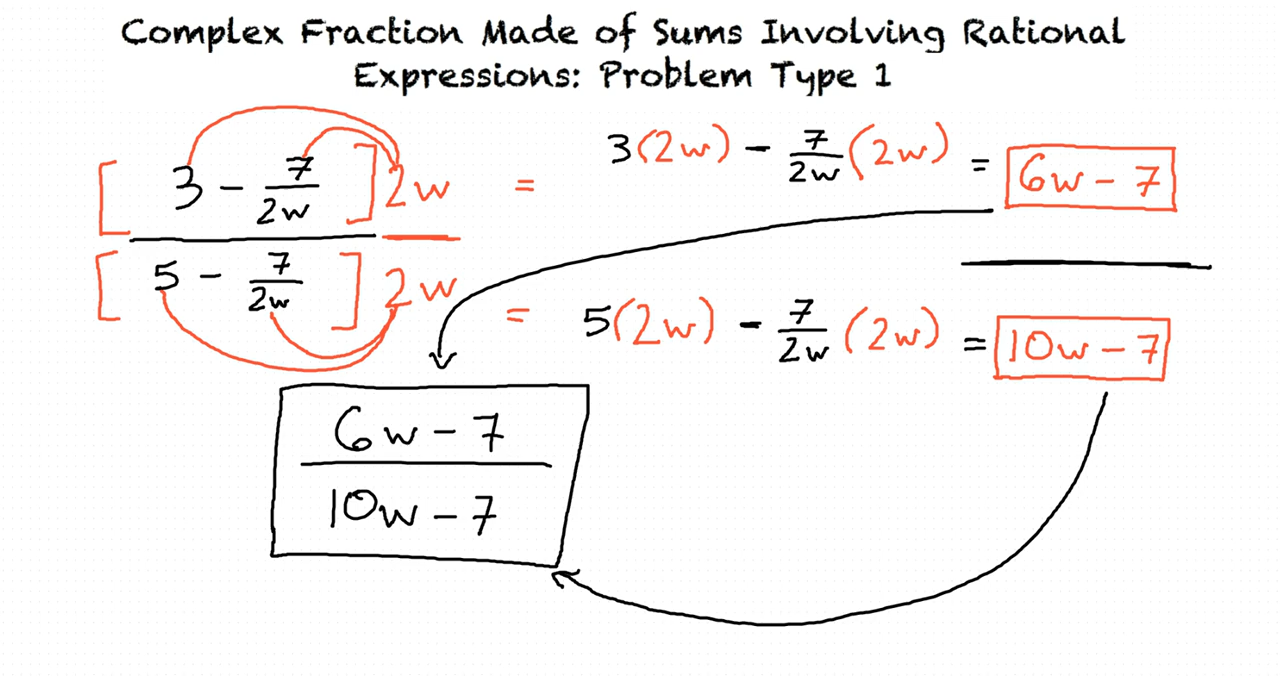 Complex Fraction Made of Sums Involving Rational
Expressions: Problem Type 1
[ 3 - 7/2w ] 2w = 3(2w) - 7/2w (2w) = 6w - 7
[ 5 - 7/2w ] 2w = 5(2w) - 7/2w (2w) = 10w - 7
6w - 7
10w - 7